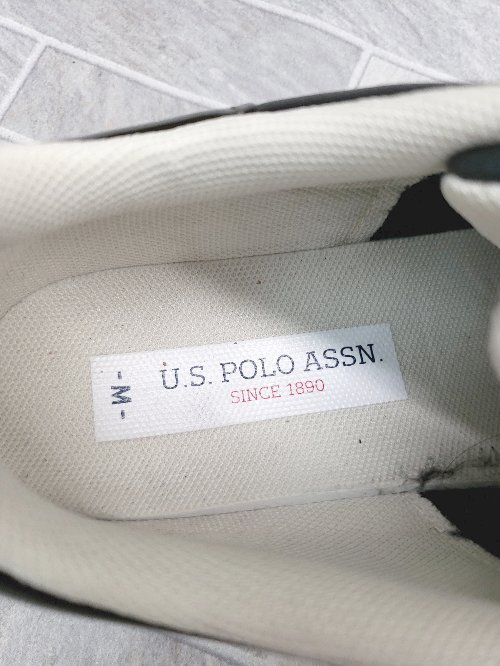 -M-
U.S. POLO ASSN.
SINCE 1890